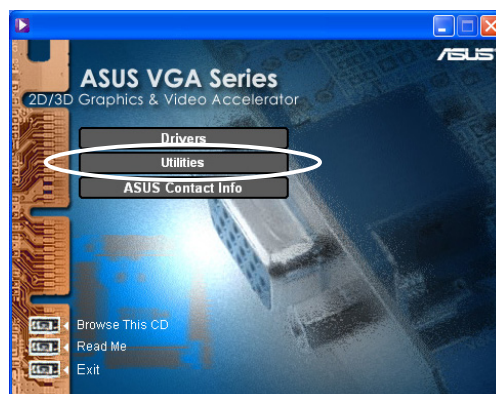 ASUS
ASUS VGA Series
2D/3D Graphics & Video Accelerator
Drivers
Utilities
ASUS Contact Info
Browse This CD
Read Me
Exit